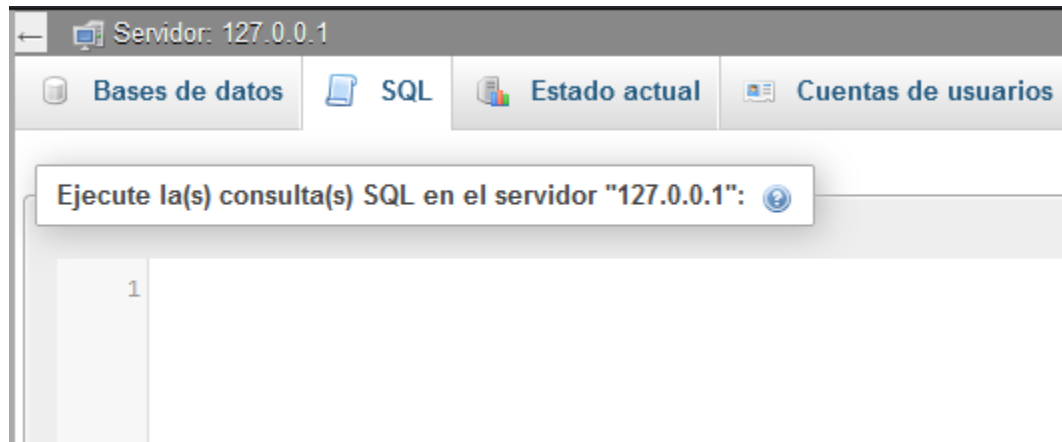 ← Servidor: 127.0.0.1
Bases de datos SQL Estado actual Cuentas de usuarios
Ejecute la(s) consulta(s) SQL en el servidor "127.0.0.1":
1